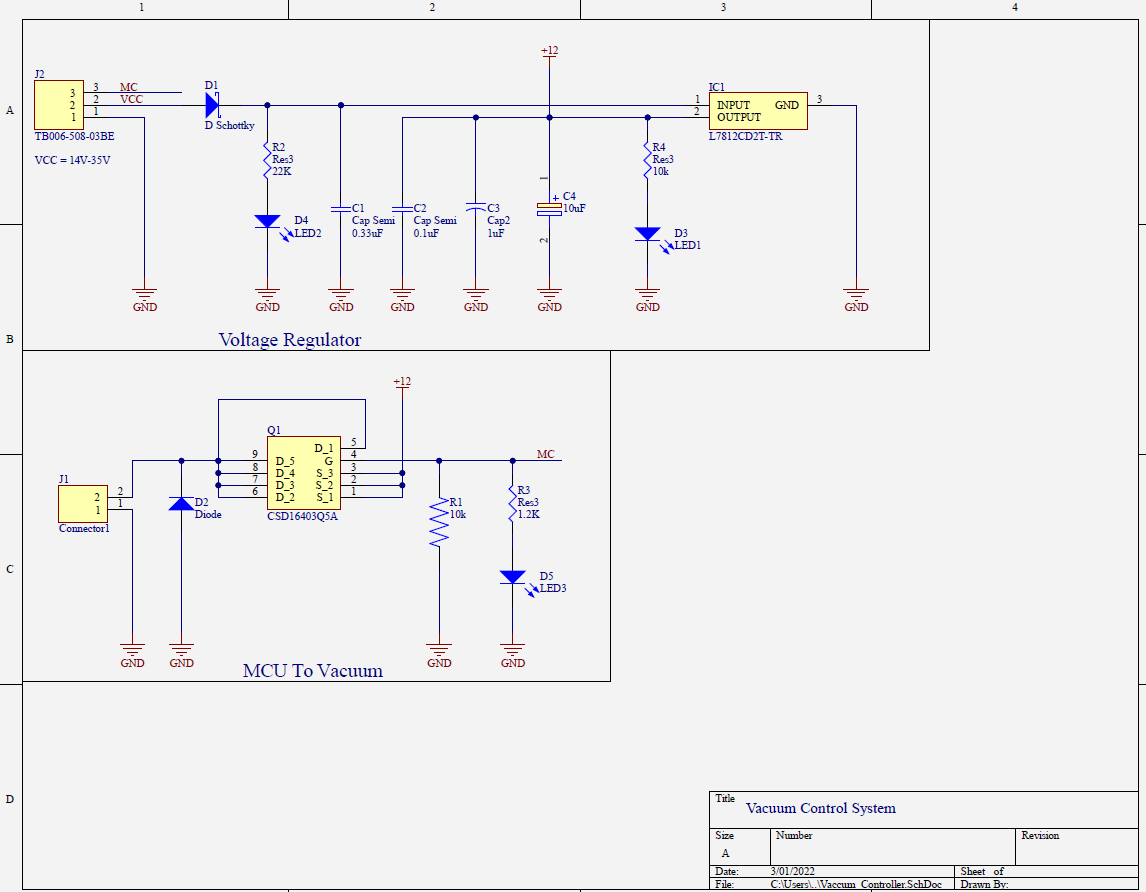 1 2 3 4
A
B
C
D
J2
3 3 MC
2 2 VCC
1 1
TB006-508-03BE
VCC = 14V-35V
D1
D Schottky
R2
Res3
22K
D4
LED2
C1
Cap Semi
0.33uF
C2
Cap Semi
0.1uF
C3
Cap2
1uF
+12
1
+ C4
10uF
2
R4
Res3
10k
D3
LED1
IC1
1 INPUT GND 3
2 OUTPUT
L7812CD2T-TR
GND GND GND GND GND GND GND GND
Voltage Regulator
+12
Q1
D_1 5
9 D_5 G 4 MC
8 D_4 S_3 3
7 D_3 S_2 2
6 D_2 S_1 1
CSD16403Q5A
J1
2 2
1 1
Connector1
D2
Diode
R1
10k
R3
Res3
1.2K
D5
LED3
GND GND GND GND
MCU To Vacuum
Title
Vacuum Control System
Size Number Revision
A
Date: 3/01/2022 Sheet of
File: C:\Users\..\Vaccum_Controller.SchDoc Drawn By: